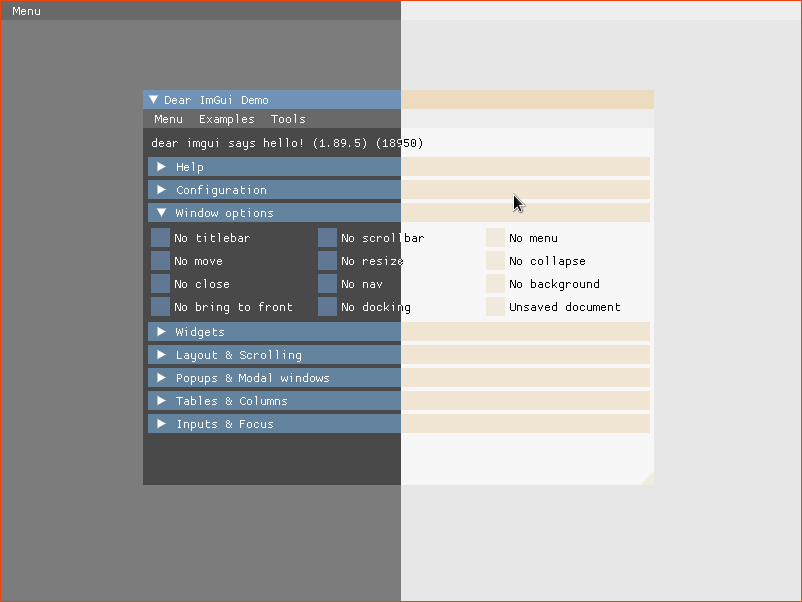 Menu
Dear ImGui Demo
Menu Examples Tools
dear imgui says hello! (1.89.5) (18950)
Help
Configuration
Window options
No titlebar No scrollbar No menu
No move No resize No collapse
No close No nav No background
No bring to front No docking Unsaved document
Widgets
Layout & Scrolling
Popups & Modal windows
Tables & Columns
Inputs & Focus